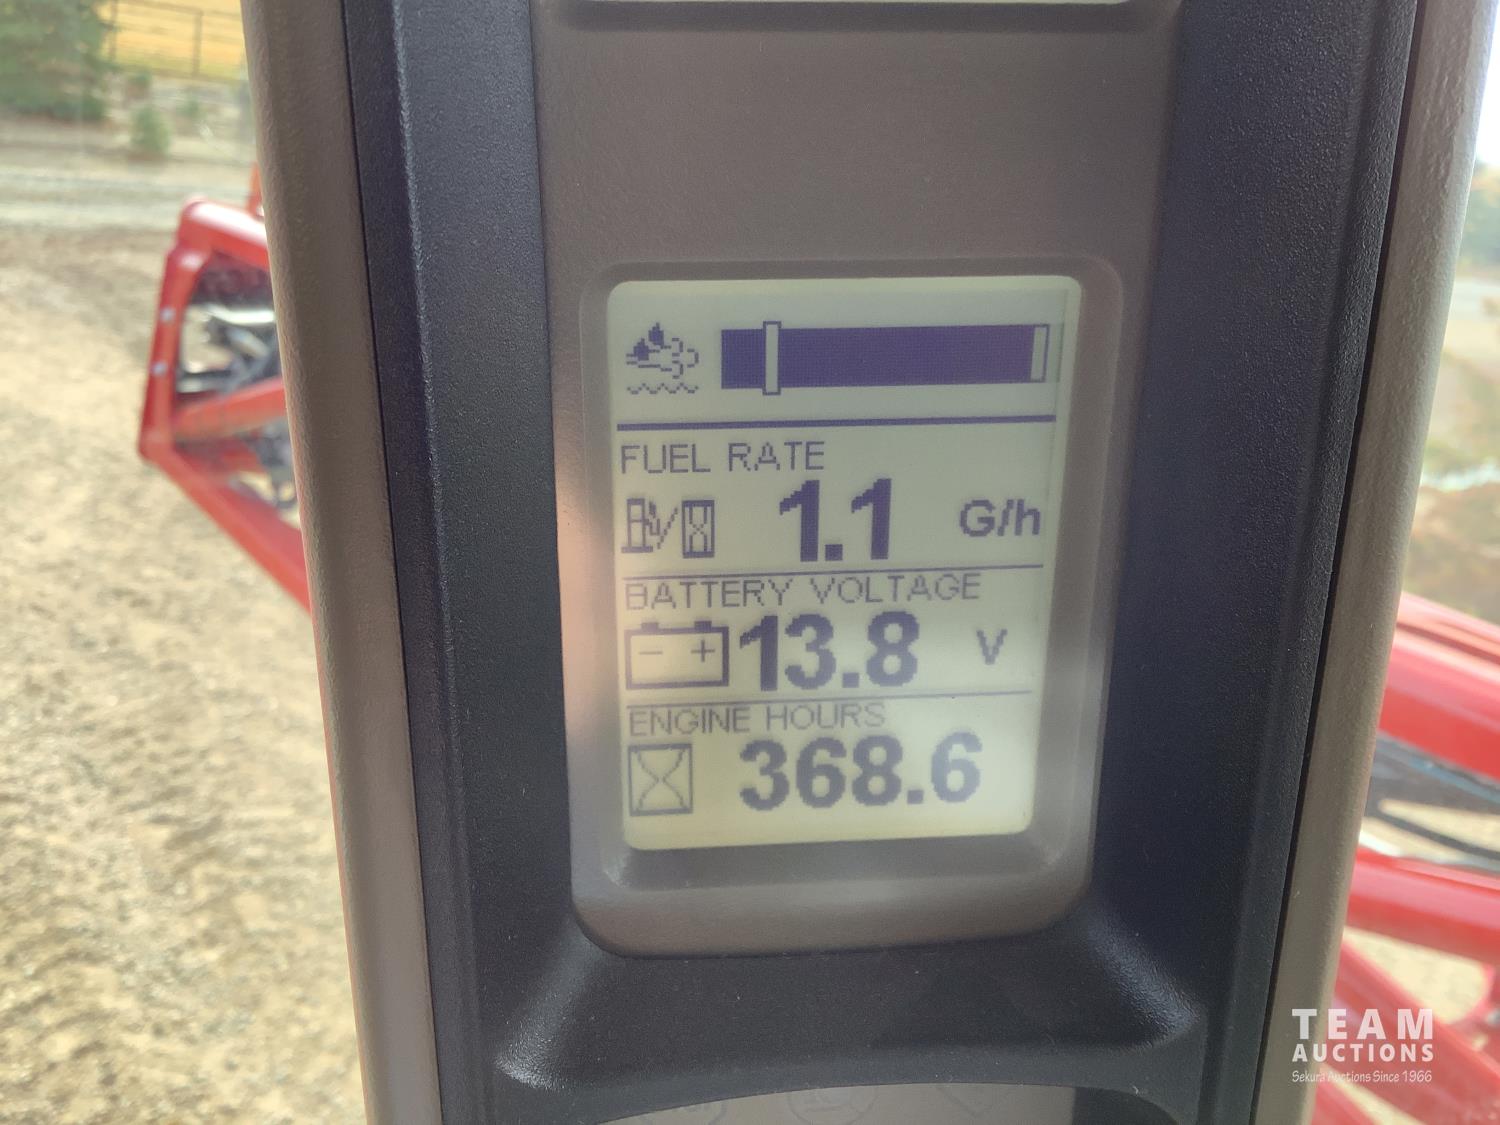 FUEL RATE
1.1 G/h
BATTERY VOLTAGE
- + 13.8 V
ENGINE HOURS
368.6
TEAM
AUCTIONS
Sekura Auctions Since 1966